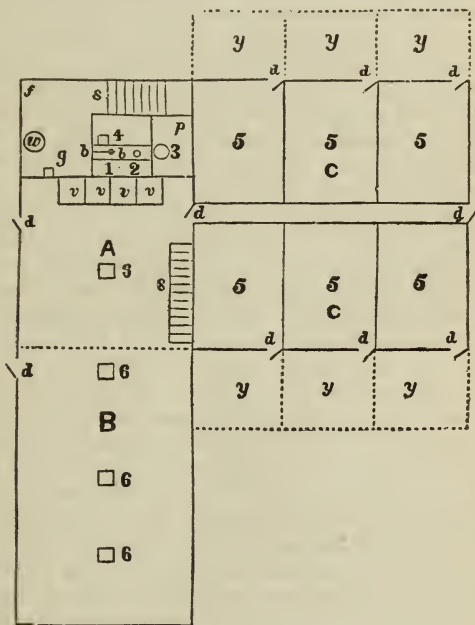 y y y
d d d
f s
w 4 p 5 5 5
b b 3
g 1 2 C
v v v v
d d d
A
3 s 5 5 5
C
d d d
d 6
y y y
B
6
6